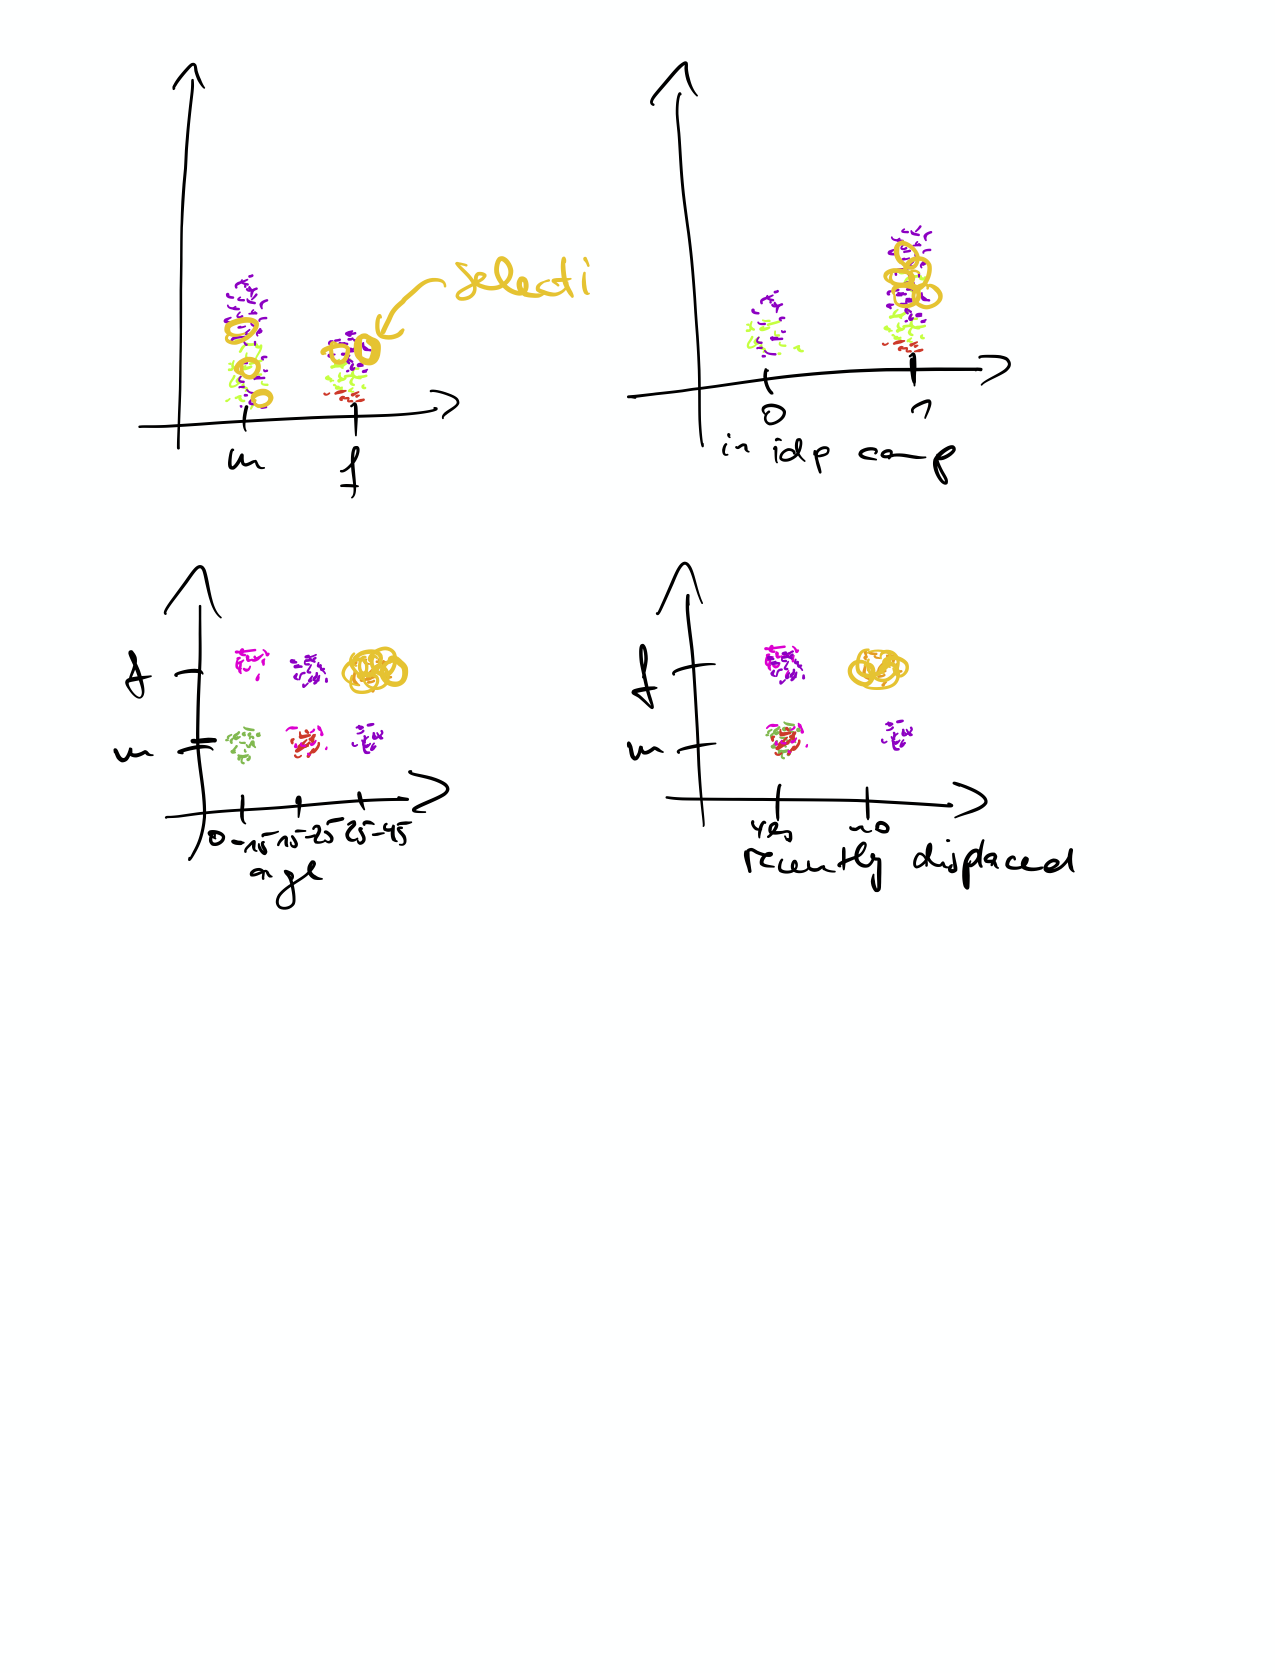 selecti
m f
0 1
in idp camp
f
m
0-15 15-25 25-45
age
f
m
yes no
recently displaced